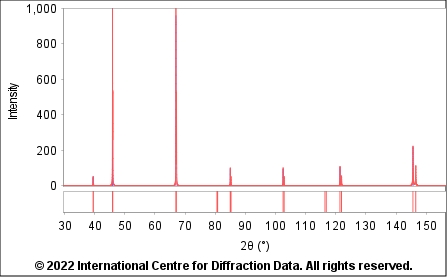 1,000
800
600
400
200
0
Intensity
30 40 50 60 70 80 90 100 110 120 130 140 150
2θ (°)
© 2022 International Centre for Diffraction Data. All rights reserved.